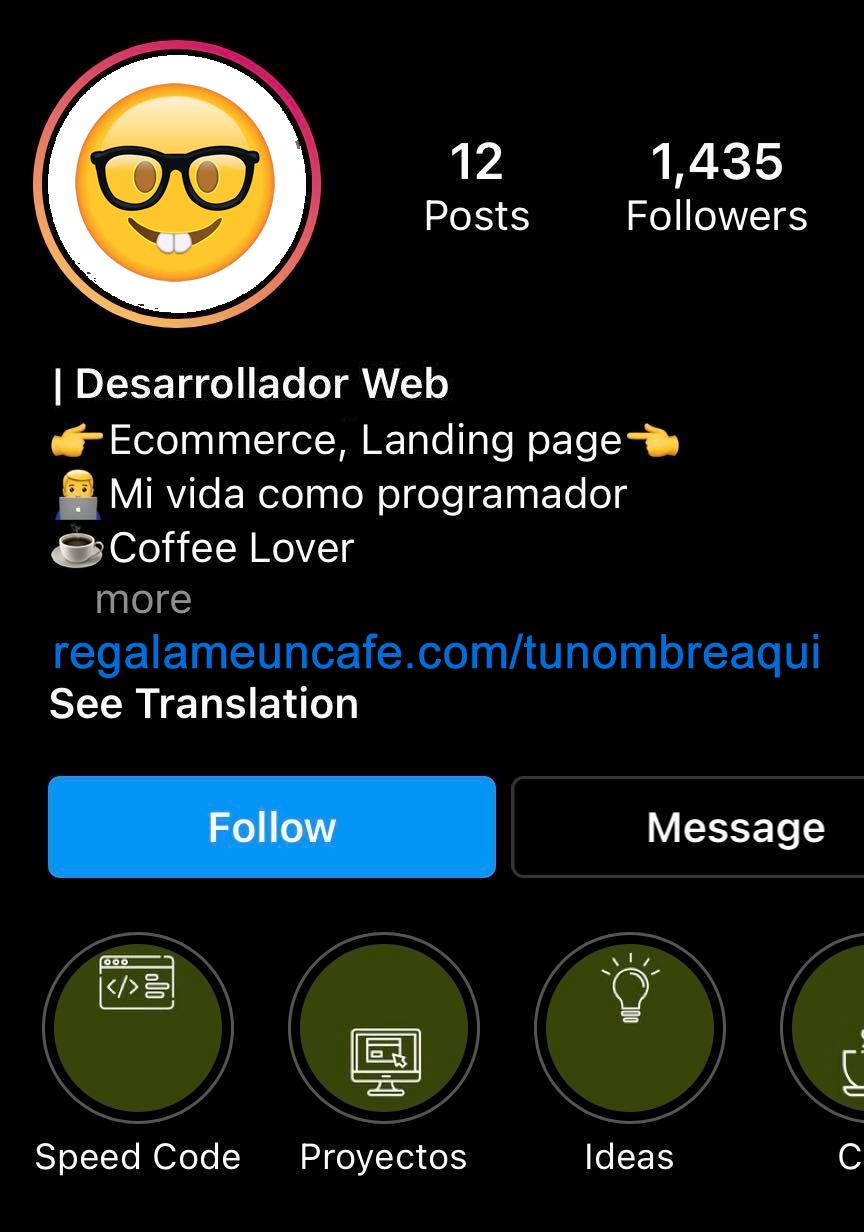 12 1,435
Posts Followers
| Desarrollador Web
👉Ecommerce, Landing page👈
👨‍💻Mi vida como programador
☕Coffee Lover
more
regalameuncafe.com/tunombreaqui
See Translation
Follow Message
</>
Speed Code Proyectos Ideas C